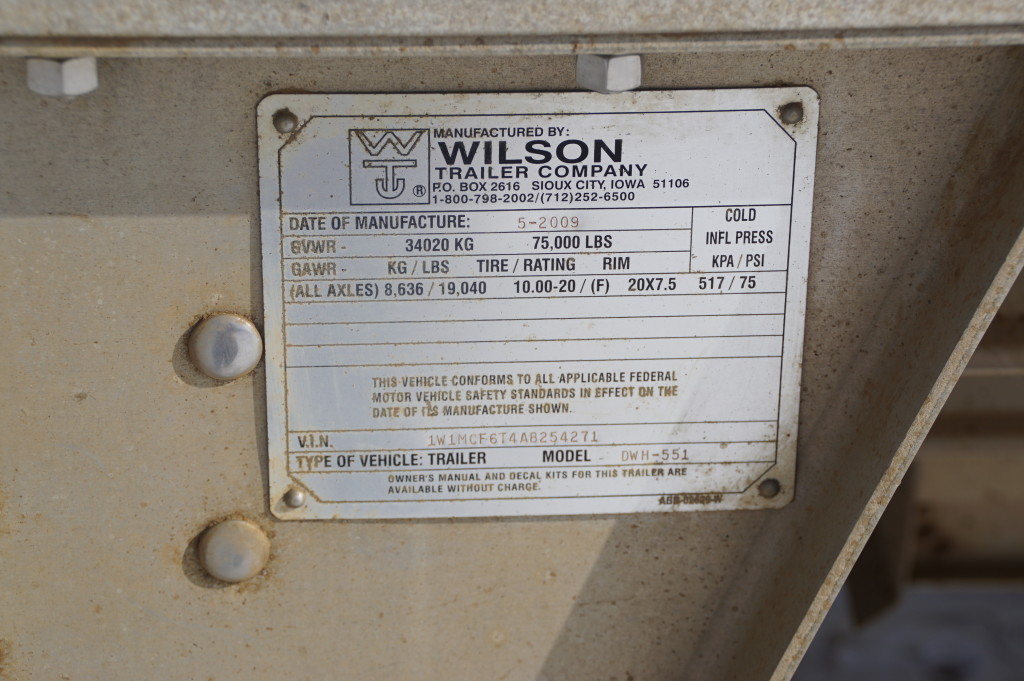 MANUFACTURED BY:
WILSON
TRAILER COMPANY
P.O. BOX 2616 SIOUX CITY, IOWA 51106
1-800-798-2002/(712)252-6500
DATE OF MANUFACTURE: 5-2009
COLD
INFL PRESS
KPA / PSI
GVWR - 34020 KG 75,000 LBS
GAWR - KG / LBS TIRE / RATING RIM
(ALL AXLES) 8,636 / 19,040 10.00-20 / (F) 20X7.5 517 / 75
THIS VEHICLE CONFORMS TO ALL APPLICABLE FEDERAL
MOTOR VEHICLE SAFETY STANDARDS IN EFFECT ON THE
DATE OF ITS MANUFACTURE SHOWN.
V.I.N. 1W1MCF6T4AB254271
TYPE OF VEHICLE: TRAILER MODEL DWH-551
OWNER'S MANUAL AND DECAL KITS FOR THIS TRAILER ARE
AVAILABLE WITHOUT CHARGE.